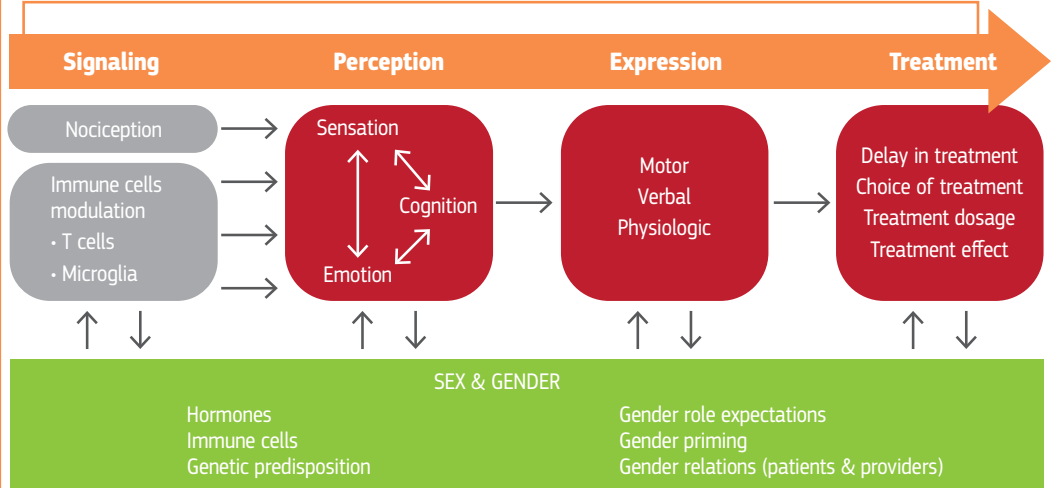 Signaling
Perception
Expression
Treatment
Nociception
Immune cells
modulation
• T cells
• Microglia
Sensation
Cognition
Emotion
Motor
Verbal
Physiologic
Delay in treatment
Choice of treatment
Treatment dosage
Treatment effect
SEX & GENDER
Hormones
Immune cells
Genetic predisposition
Gender role expectations
Gender priming
Gender relations (patients & providers)